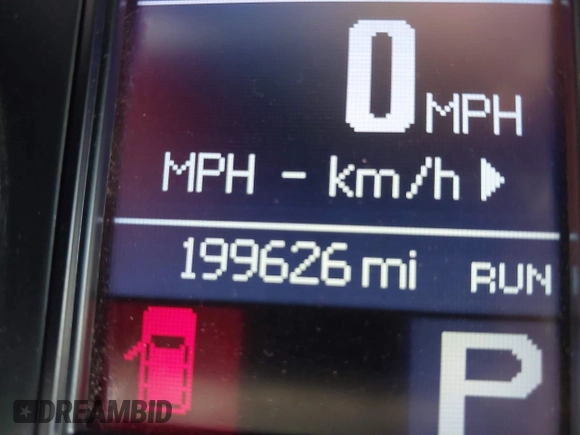 0 MPH
MPH - km/h ▶
199626 mi RUN
P
DREAMBID